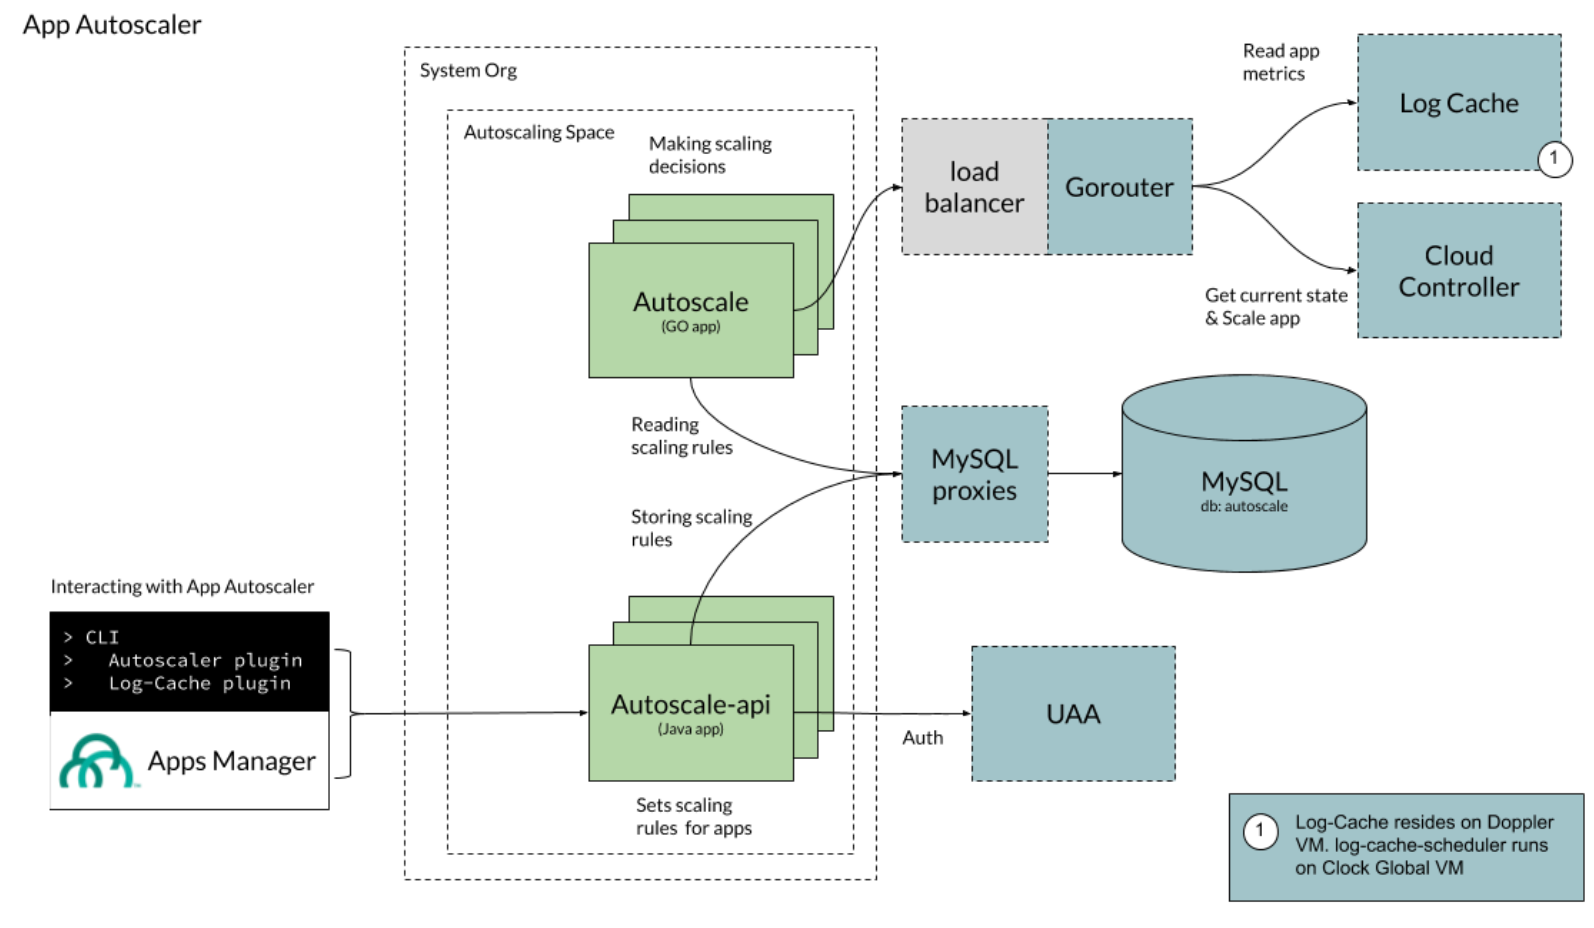 App Autoscaler
System Org
Autoscaling Space
Making scaling
decisions
Autoscale
(GO app)
load
balancer
Gorouter
Read app
metrics
Log Cache
1
Cloud
Controller
Get current state
& Scale app
Reading
scaling rules
MySQL
proxies
MySQL
db: autoscale
Storing scaling
rules
Interacting with App Autoscaler
> CLI
>   Autoscaler plugin
>   Log-Cache plugin
Apps Manager
Autoscale-api
(Java app)
Auth
UAA
Sets scaling
rules for apps
1
Log-Cache resides on Doppler
VM. log-cache-scheduler runs
on Clock Global VM